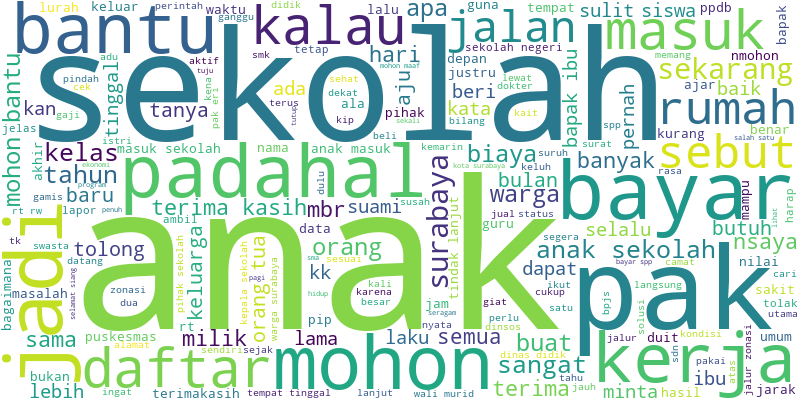 lurah keluar perintah waktu ganggu didik lalu apa guna tempat sulit siswa ppdb bapak
bantu kalau jalan masuk
adu smk tetap hari sekolah negeri
aktif tuju depan justru memang pindah cek sehat mohon maaf
sekolah
tinggal kan gaji tanya pak eri kena ada terus dekat ala kip pihak aju beri kata lewat dokter bilang kait bapak ibu pernah sekarang ajar baik nmohon
mohon bantu jelas kelas istri masuk sekolah nama anak masuk tutup sekali beli kemarin suruh spp surat kurang benar salah satu
rumah
tahun akhir ekonomi padahal dulu biaya banyak keluh sebut
baru gamis program terima kasih mbr suami susah kota surabaya bulan rasa mampu harap
rt rw lapor penuh ambil data jual status warga bayar
jadi tk swasta datang tolong keluarga pihak sekolah kepala sekolah orang tua sma sesuai orang surabaya guru selalu butuh nsaya lihat
anak
bagaimana masalah selamat siang zonasi dua pagi warga surabaya kk kali karena tindak lanjut segera anak sekolah nilai cari
pak
sama puskesmas rt milik hidup besar jam nyata giat cukup dapat ikut satu bpjs langsung camat sakit tolak utama
bukan alamat sendiri sejak pip lama seragam laku semua perlu dinsos buat solusi jalur sdn duit kondisi umum
daftar mohon sangat bayar spp kerja
lebih ingat terimakasih tempat tinggal lanjut wali murid dinas didik tahu terima jauh minta ibu pakai atas hasil jalur zonasi jarak